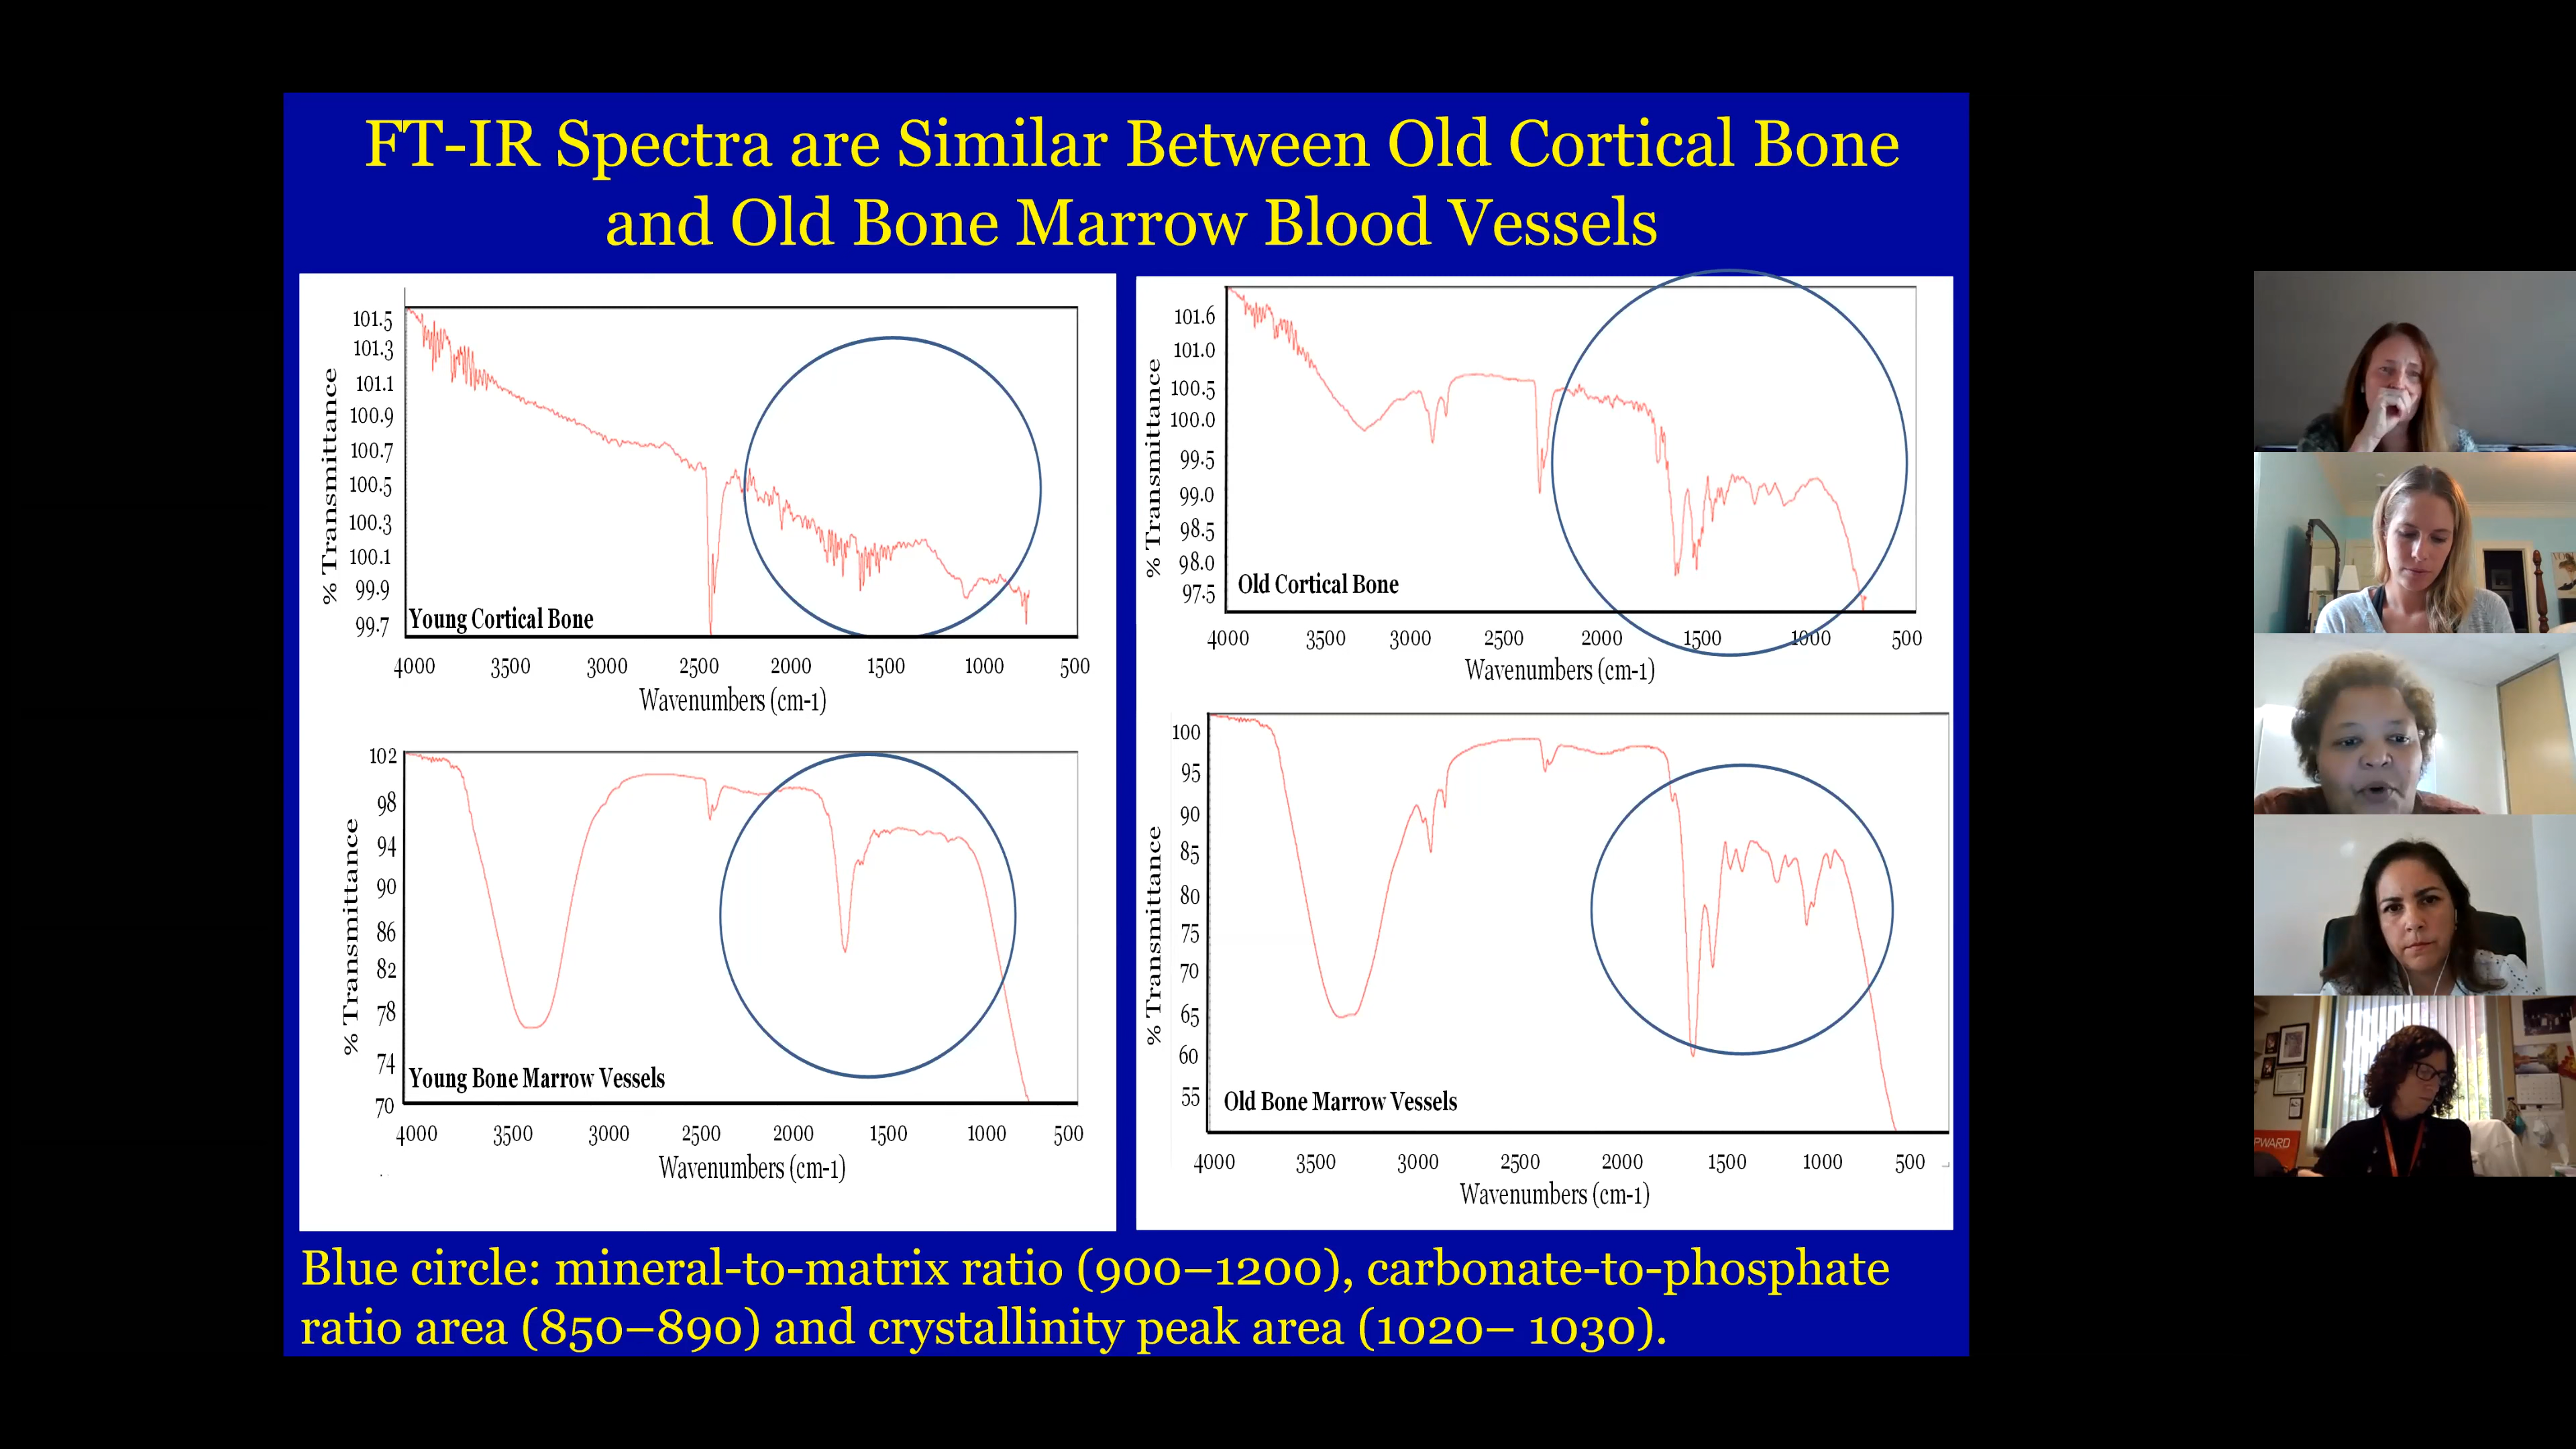 FT-IR Spectra are Similar Between Old Cortical Bone
and Old Bone Marrow Blood Vessels
% Transmittance
101.5
101.3
101.1
100.9
100.7
100.5
100.3
100.1
99.9
99.7
Young Cortical Bone
4000 3500 3000 2500 2000 1500 1000 500
Wavenumbers (cm-1)
% Transmittance
101.6
101.0
100.5
100.0
99.5
99.0
98.5
98.0
97.5
Old Cortical Bone
4000 3500 3000 2500 2000 1500 1000 500
Wavenumbers (cm-1)
% Transmittance
102
98
94
90
86
82
78
74
70
Young Bone Marrow Vessels
4000 3500 3000 2500 2000 1500 1000 500
Wavenumbers (cm-1)
% Transmittance
100
95
90
85
80
75
70
65
60
55
Old Bone Marrow Vessels
4000 3500 3000 2500 2000 1500 1000 500
Wavenumbers (cm-1)
Blue circle: mineral-to-matrix ratio (900–1200), carbonate-to-phosphate
ratio area (850–890) and crystallinity peak area (1020– 1030).
PWARD